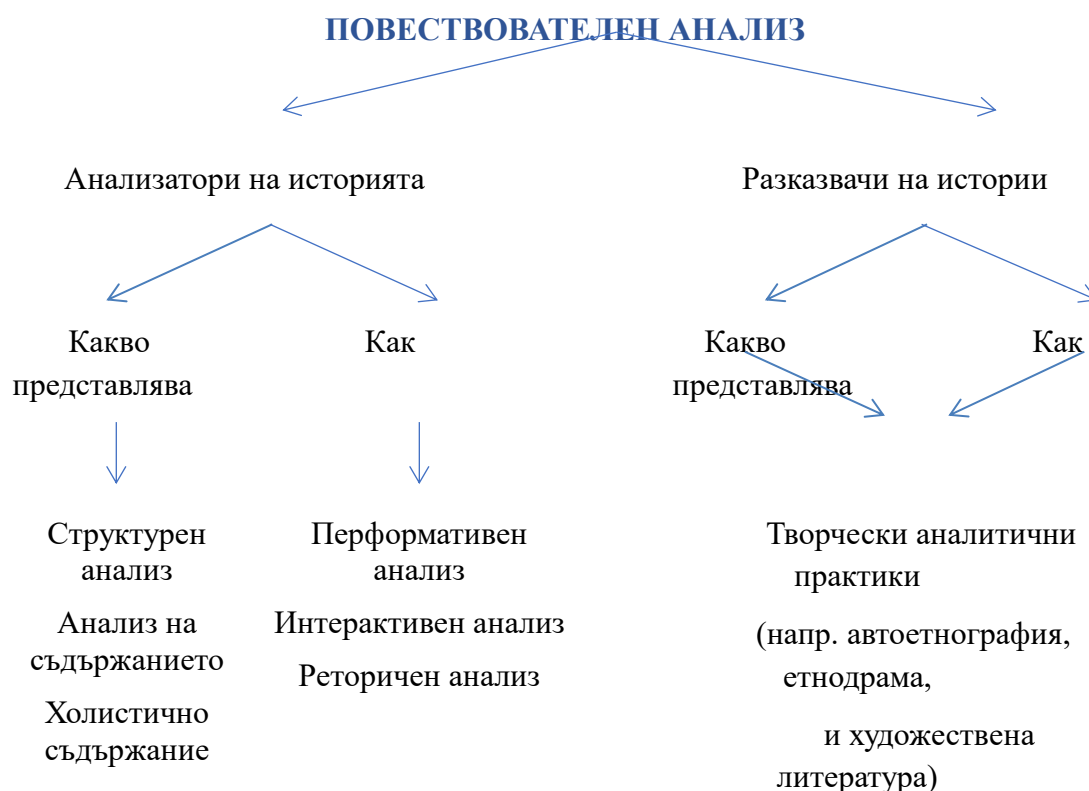 ПОВЕСТВОВАТЕЛЕН АНАЛИЗ
Анализатори на историята
Разказвачи на истории
Какво
представлява
Как
Какво
представлява
Как
Структурен
анализ
Анализ на
съдържанието
Холистично
съдържание
Перформативен
анализ
Интерактивен анализ
Реторичен анализ
Творчески аналитични
практики
(напр. автоетнография,
етнодрама,
и художествена
литература)